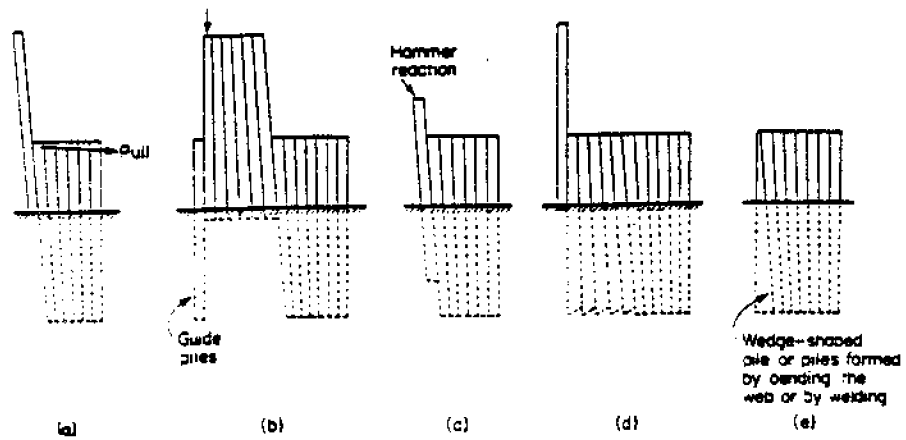 Hammer
reaction
Pull
Guide
piles
Wedge-shaped
pile or piles formed
by bending the
web or by welding
(a)
(b)
(c)
(d)
(e)